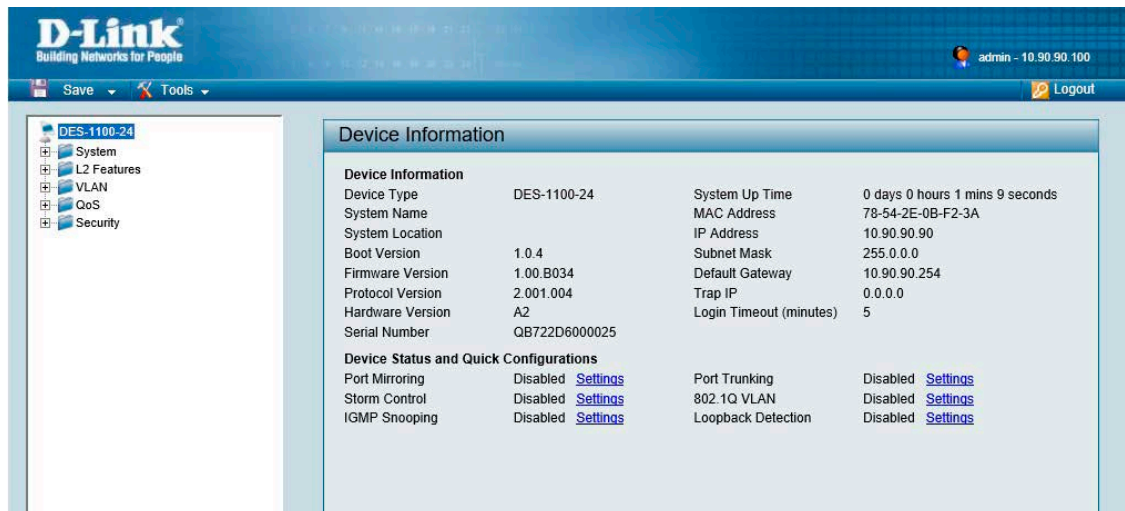 D-Link
Building Networks for People
admin - 10.90.90.100
Save Tools Logout
DES-1100-24
System
L2 Features
VLAN
QoS
Security
Device Information
Device Information
Device Type DES-1100-24 System Up Time 0 days 0 hours 1 mins 9 seconds
System Name MAC Address 78-54-2E-0B-F2-3A
System Location IP Address 10.90.90.90
Boot Version 1.0.4 Subnet Mask 255.0.0.0
Firmware Version 1.00.B034 Default Gateway 10.90.90.254
Protocol Version 2.001.004 Trap IP 0.0.0.0
Hardware Version A2 Login Timeout (minutes) 5
Serial Number QB722D6000025
Device Status and Quick Configurations
Port Mirroring Disabled Settings Port Trunking Disabled Settings
Storm Control Disabled Settings 802.1Q VLAN Disabled Settings
IGMP Snooping Disabled Settings Loopback Detection Disabled Settings